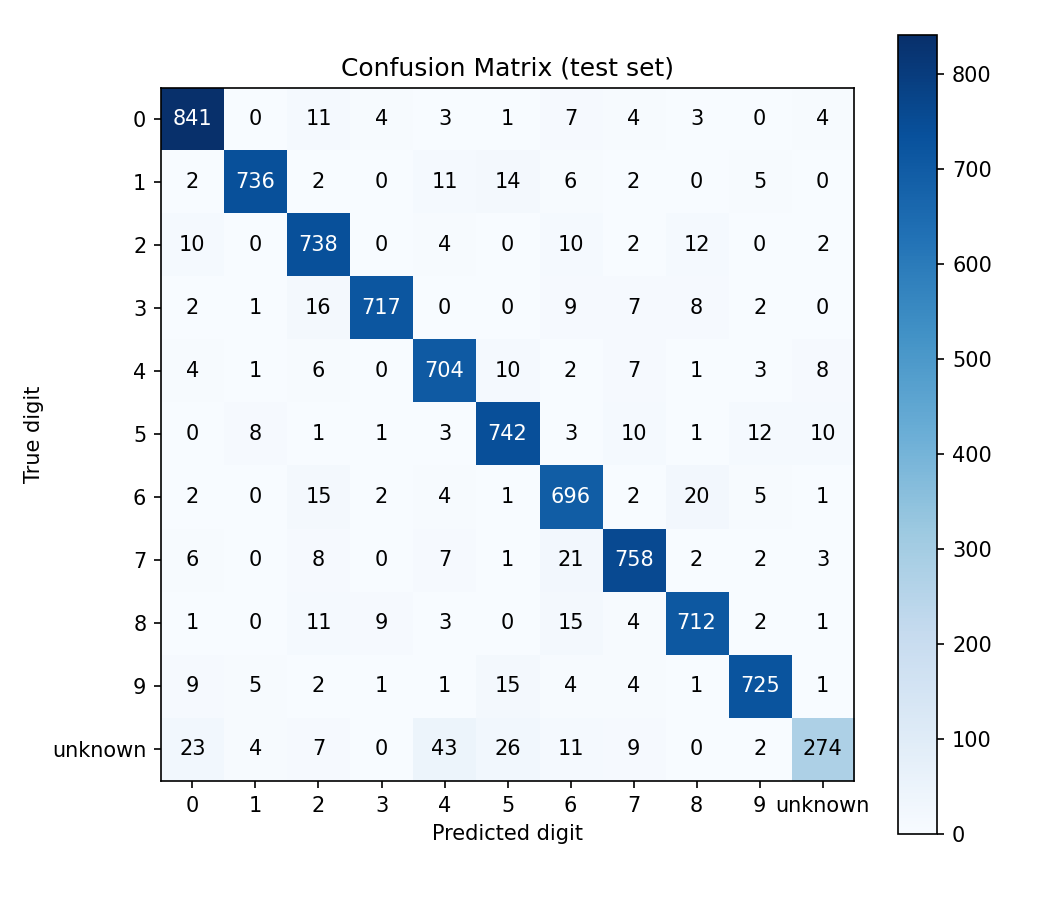 Confusion Matrix (test set)
0 841 0 11 4 3 1 7 4 3 0 4
1 2 736 2 0 11 14 6 2 0 5 0
2 10 0 738 0 4 0 10 2 12 0 2
3 2 1 16 717 0 0 9 7 8 2 0
4 4 1 6 0 704 10 2 7 1 3 8
5 0 8 1 1 3 742 3 10 1 12 10
6 2 0 15 2 4 1 696 2 20 5 1
7 6 0 8 0 7 1 21 758 2 2 3
8 1 0 11 9 3 0 15 4 712 2 1
9 9 5 2 1 1 15 4 4 1 725 1
unknown 23 4 7 0 43 26 11 9 0 2 274
0 1 2 3 4 5 6 7 8 9 unknown
Predicted digit
True digit
800
700
600
500
400
300
200
100
0